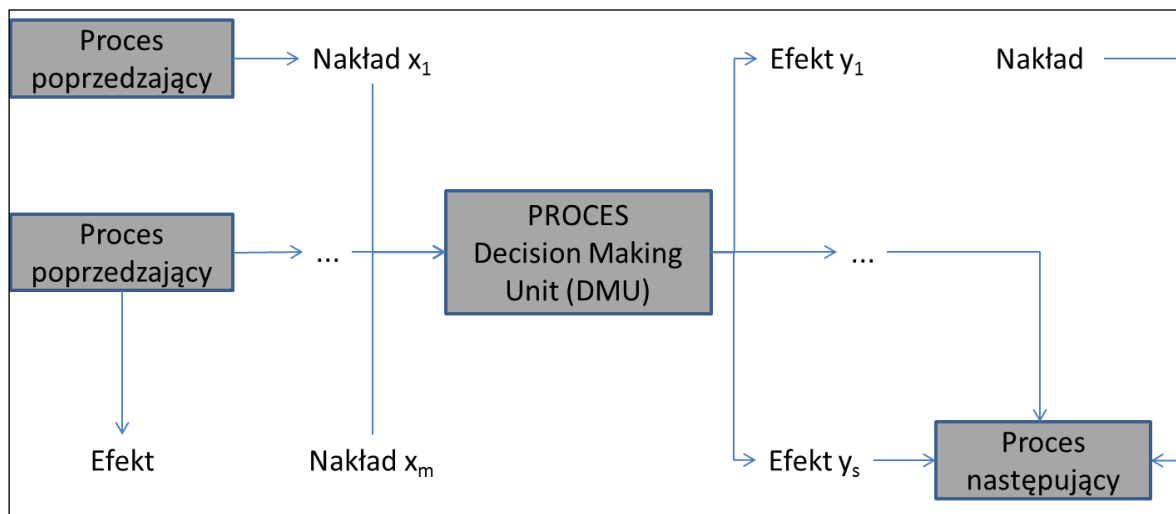 Proces
poprzedzający
Nakład x₁
Efekt y₁
Nakład
Proces
poprzedzający
...
PROCES
Decision Making
Unit (DMU)
...
Efekt
Nakład xₘ
Efekt yₛ
Proces
następujący